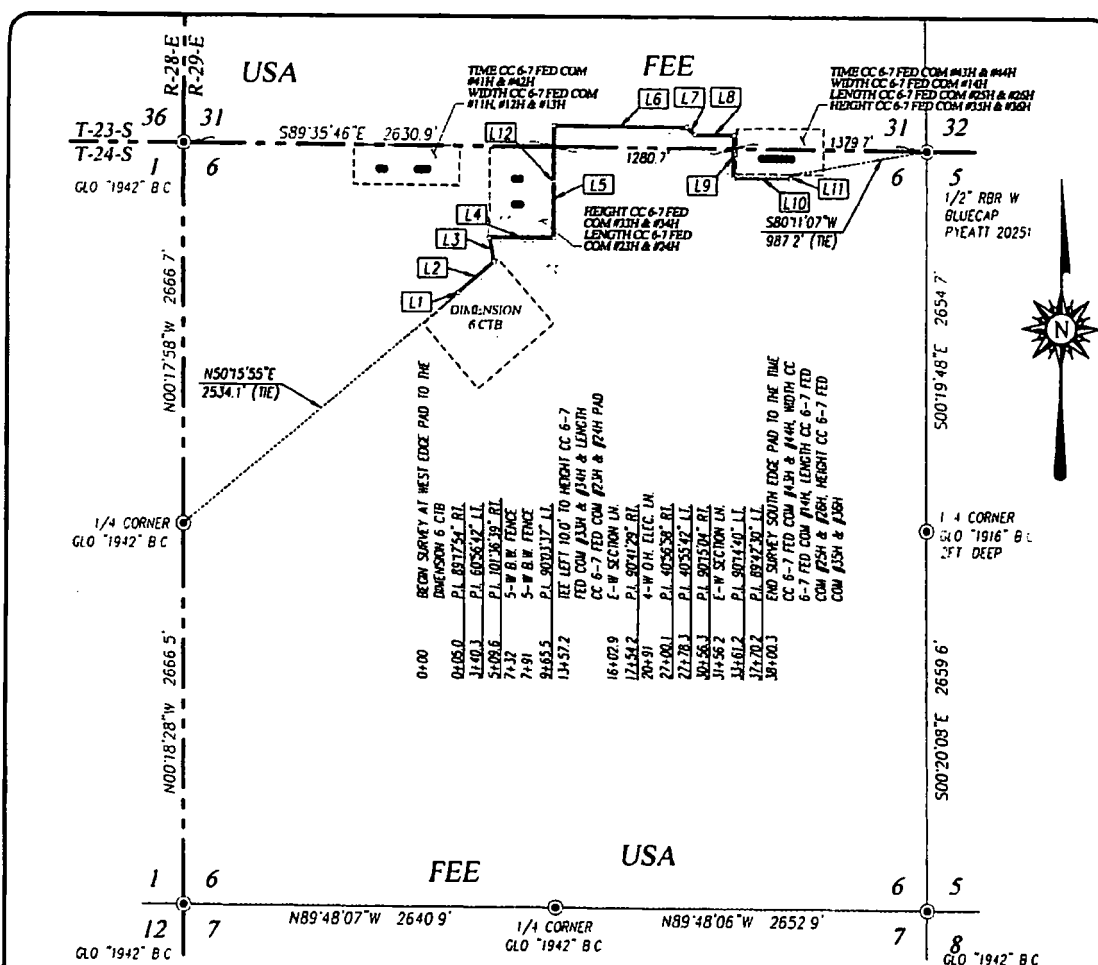 R-28-E
R-29-E
USA
FEE
TIME CC 6-7 FED COM
#41H & #42H
WIDTH CC 6-7 FED COM
#11H, #12H & #13H
L6
L7
L8
TIME CC 6-7 FED COM #43H & #44H
WIDTH CC 6-7 FED COM #14H
LENGTH CC 6-7 FED COM #25H & #26H
HEIGHT CC 6-7 FED COM #35H & #36H
36
31
T-23-S
T-24-S
S89°35'46"E 2630.9'
L12
1280.7'
1379.7'
31
32
1
6
GLO "1942" B C
6
5
L5
L9
L10
L11
1/2" RBR W
BLUECAP
PYEATT 20251
S80°11'07"W
987 2' (TIE)
L4
HEIGHT CC 6-7 FED
COM #33H & #34H
LENGTH CC 6-7 FED
COM #23H & #24H
L3
L2
L1
DIMENSION
6 CTB
N00°17'58"W 2666 7'
S00°19'48"E 2654 7'
N
N50°15'55"E
2534.1' (TIE)
1/4 CORNER
GLO "1942" B C
1 4 CORNER
GLO "1916" B C
2FT DEEP
0+00 BEGIN SURVEY AT WEST EDGE PAD TO THE
DIMENSION 6 CTB
0+05.0 P.I. 89°17'54" RT.
3+40.3 P.I. 60°56'42" LT.
5+09.6 P.I. 101°36'39" RT.
7+32 5-W B.W. FENCE
7+91 5-W B.W. FENCE
9+65.5 P.I. 90°03'37" LT.
13+57.2 TEE LEFT 10.0' TO HEIGHT CC 6-7
FED COM #33H & #34H & LENGTH
CC 6-7 FED COM #23H & #24H PAD
16+02.9 E-W SECTION LN.
17+54.2 P.I. 90°41'29" RT.
20+91 4-W O.H. ELEC. LN.
27+00.1 P.I. 40°56'58" RT.
27+78.3 P.I. 40°55'42" LT.
30+56.3 P.I. 90°15'04" RT.
31+56.2 E-W SECTION LN.
33+61.2 P.I. 90°14'40" LT.
37+70.2 P.I. 89°42'30" LT.
38+00.3 END SURVEY SOUTH EDGE PAD TO THE TIME
CC 6-7 FED COM #43H & #44H, WIDTH CC
6-7 FED COM #14H, LENGTH CC 6-7 FED
COM #25H & #26H, HEIGHT CC 6-7 FED
COM #35H & #36H
N00°18'28"W 2666 5'
S00°20'08"E 2659 6'
FEE
USA
1
6
6
5
12
7
N89°48'07"W 2640 9'
1/4 CORNER
GLO "1942" B C
N89°48'06"W 2652 9'
7
8
GLO "1942" B C
GLO "1942" B C